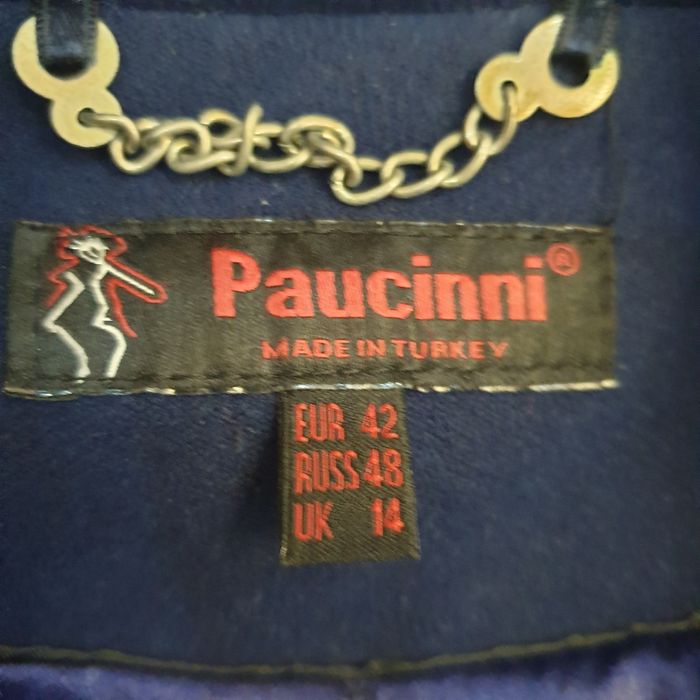 Paucinni®
MADE IN TURKEY
EUR 42
RUSS 48
UK 14